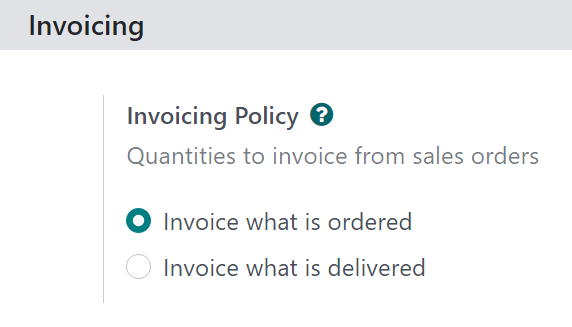 Invoicing
Invoicing Policy ?
Quantities to invoice from sales orders
Invoice what is ordered
Invoice what is delivered